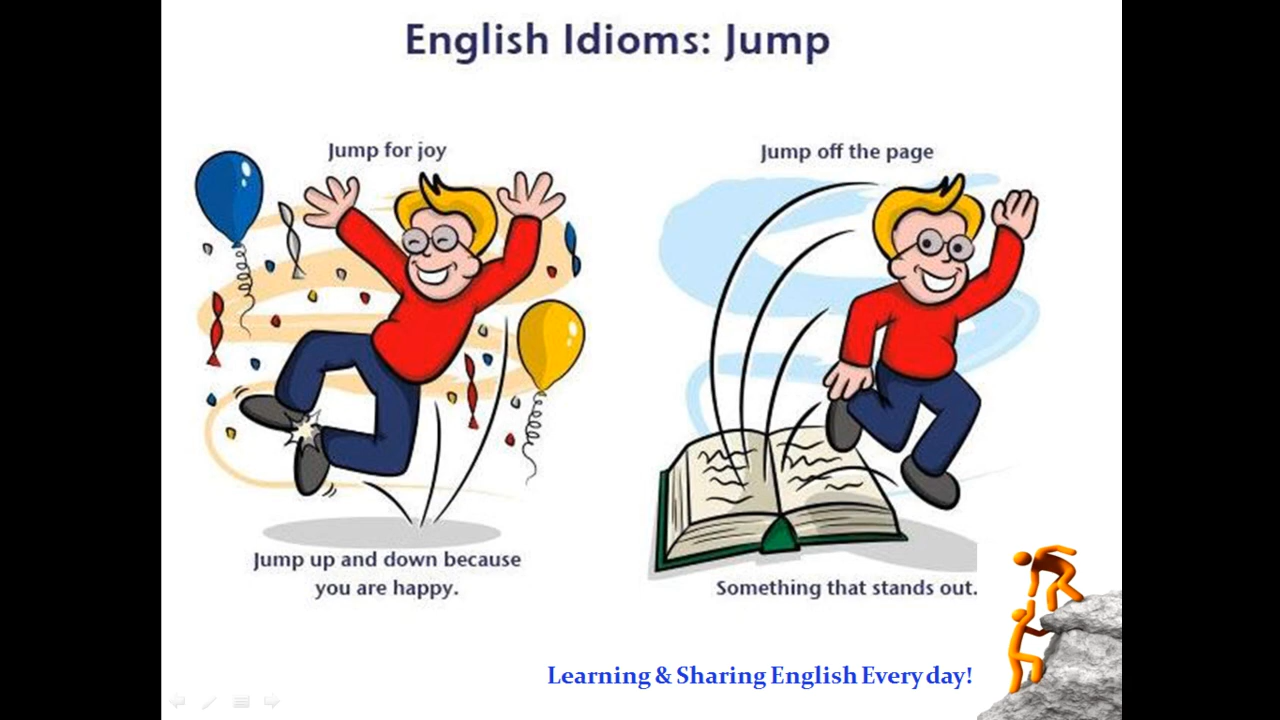 English Idioms: Jump
Jump for joy
Jump off the page
Jump up and down because
you are happy.
Something that stands out.
Learning & Sharing English Every day!